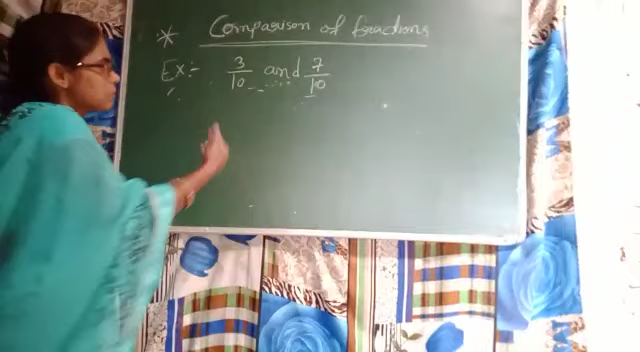 * Comparison of fractions
Ex:- 3/10 and 7/10